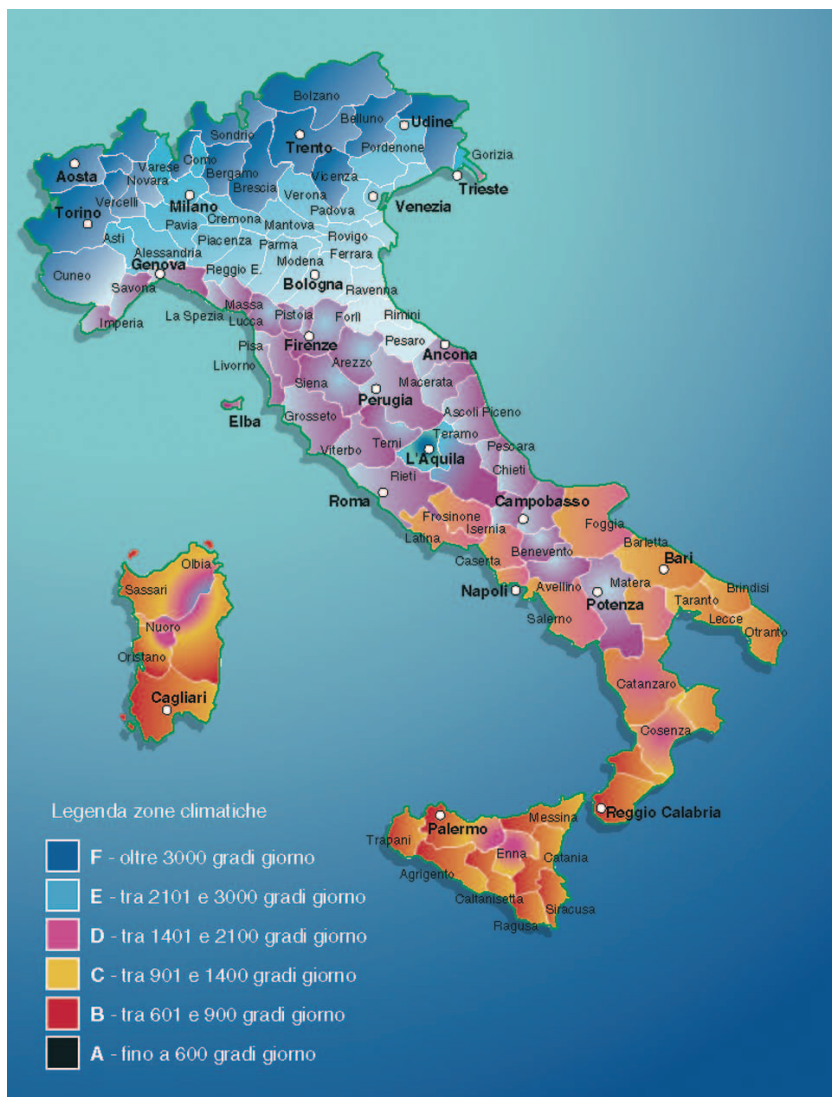 Bolzano
Belluno
Udine
Sondrio
Trento
Pordenone
Gorizia
Como
Varese
Aosta
Novara
Bergamo
Vicenza
Trieste
Brescia
Verona
Vercelli
Milano
Padova
Venezia
Torino
Cremona
Pavia
Mantova
Rovigo
Asti
Piacenza
Parma
Ferrara
Alessandria
Modena
Genova
Reggio E.
Cuneo
Bologna
Savona
Ravenna
Massa
La Spezia
Pistoia
Forlì
Rimini
Imperia
Lucca
Pisa
Firenze
Pesaro
Ancona
Livorno
Arezzo
Siena
Macerata
Perugia
Elba
Grosseto
Ascoli Piceno
Teramo
Terni
Viterbo
L'Aquila
Pescara
Chieti
Rieti
Roma
Campobasso
Frosinone
Isernia
Foggia
Latina
Barletta
Benevento
Caserta
Bari
Napoli
Avellino
Matera
Brindisi
Potenza
Taranto
Salerno
Lecce
Otranto
Olbia
Sassari
Nuoro
Oristano
Cagliari
Catanzaro
Cosenza
Reggio Calabria
Messina
Palermo
Trapani
Enna
Catania
Agrigento
Caltanisetta
Siracusa
Ragusa
Legenda zone climatiche
F - oltre 3000 gradi giorno
E - tra 2101 e 3000 gradi giorno
D - tra 1401 e 2100 gradi giorno
C - tra 901 e 1400 gradi giorno
B - tra 601 e 900 gradi giorno
A - fino a 600 gradi giorno